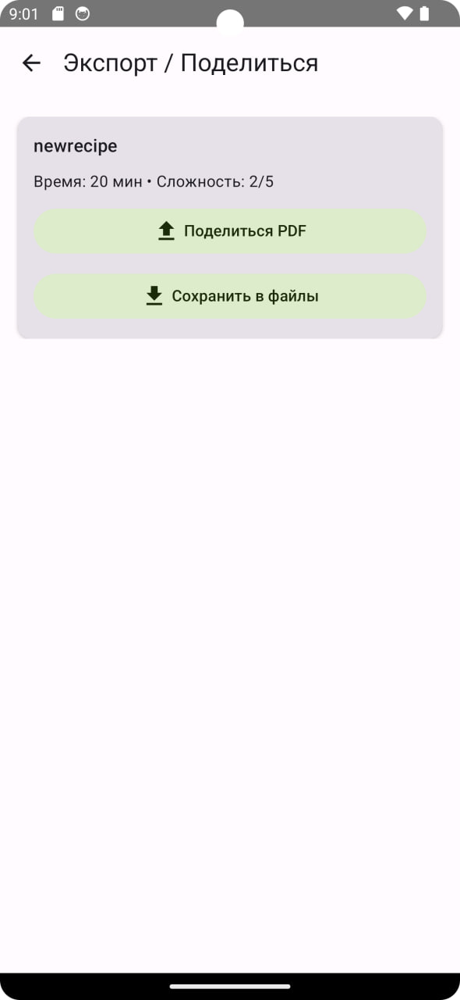 9:01
Экспорт / Поделиться
newrecipe
Время: 20 мин • Сложность: 2/5
Поделиться PDF
Сохранить в файлы